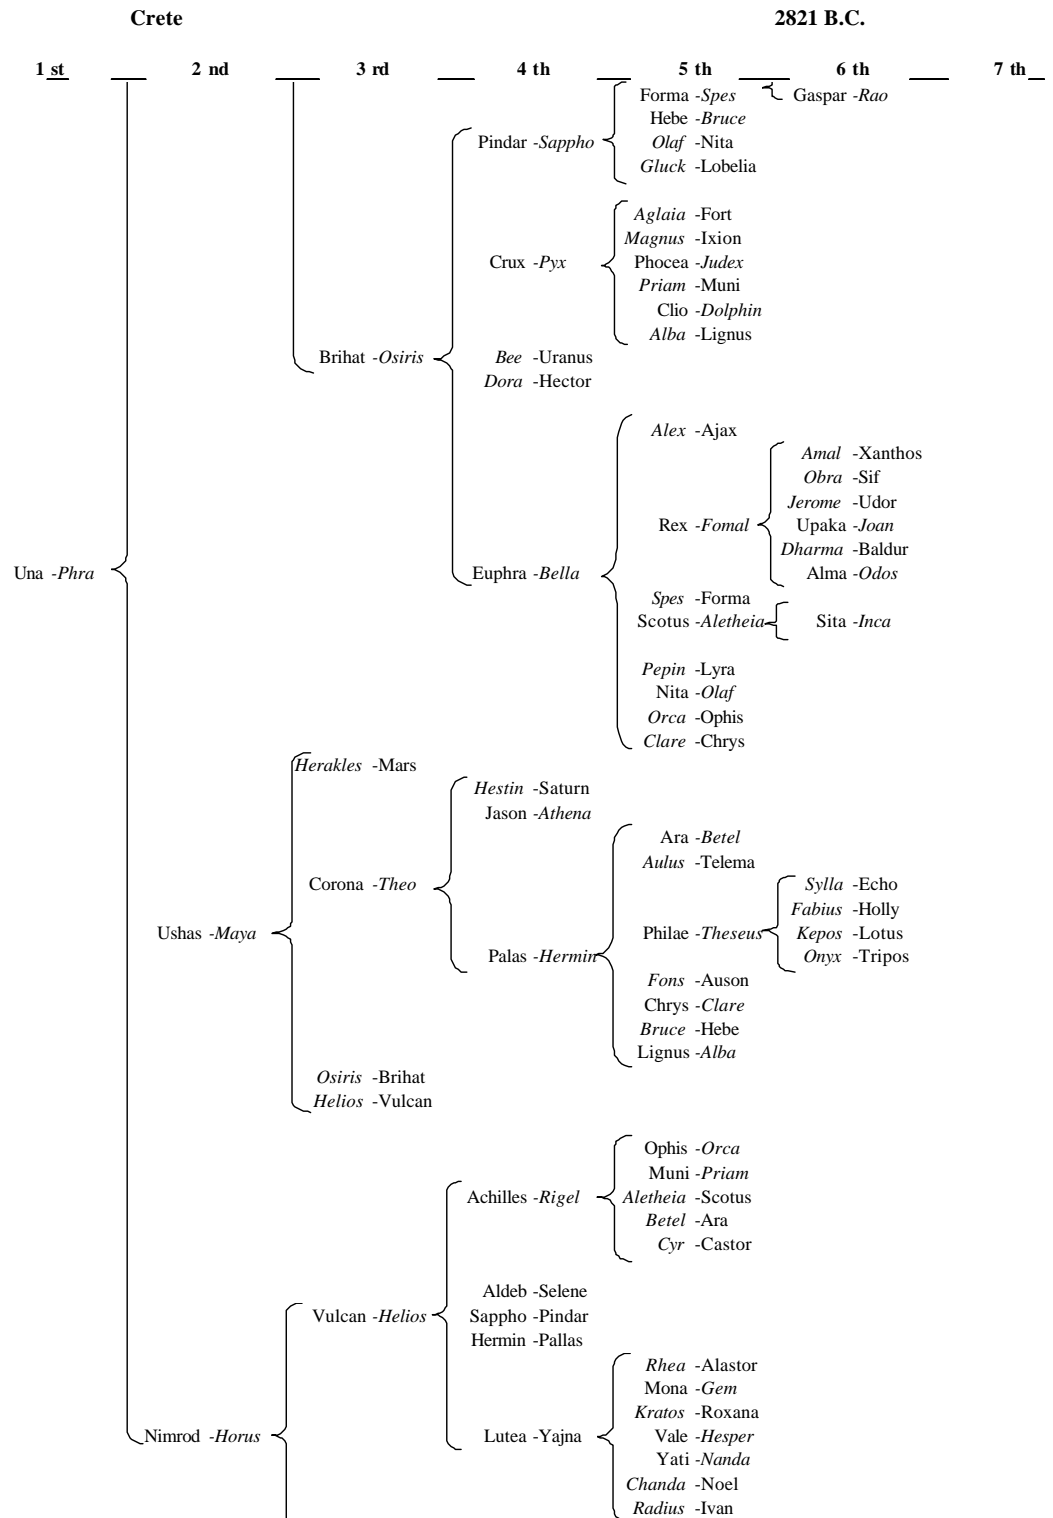 Crete 2821 B.C.
1 st 2 nd 3 rd 4 th 5 th 6 th 7 th
Forma -Spes Gaspar -Rao
Hebe -Bruce
Pindar -Sappho Olaf -Nita
Gluck -Lobelia
Aglaia -Fort
Magnus -Ixion
Crux -Pyx Phocea -Judex
Priam -Muni
Clio -Dolphin
Alba -Lignus
Brihat -Osiris Bee -Uranus
Dora -Hector
Alex -Ajax
Amal -Xanthos
Obra -Sif
Jerome -Udor
Rex -Fomal Upaka -Joan
Dharma -Baldur
Una -Phra Euphra -Bella Alma -Odos
Spes -Forma
Scotus -Aletheia Sita -Inca
Pepin -Lyra
Nita -Olaf
Orca -Ophis
Clare -Chrys
Herakles -Mars
Hestin -Saturn
Jason -Athena
Ara -Betel
Aulus -Telema
Corona -Theo Sylla -Echo
Fabius -Holly
Ushas -Maya Philae -Theseus Kepos -Lotus
Palas -Hermin Onyx -Tripos
Fons -Auson
Chrys -Clare
Bruce -Hebe
Lignus -Alba
Osiris -Brihat
Helios -Vulcan
Ophis -Orca
Muni -Priam
Achilles -Rigel Aletheia -Scotus
Betel -Ara
Cyr -Castor
Aldeb -Selene
Vulcan -Helios Sappho -Pindar
Hermin -Pallas
Rhea -Alastor
Mona -Gem
Kratos -Roxana
Nimrod -Horus Lutea -Yajna Vale -Hesper
Yati -Nanda
Chanda -Noel
Radius -Ivan